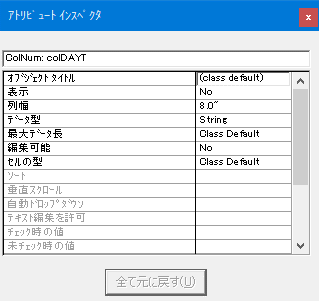 ｱﾄﾘﾋﾞｭｰﾄ ｲﾝｽﾍﾟｸﾀ
x
ColNum: colDAYT
ｵﾌﾞｼﾞｪｸﾄ ﾀｲﾄﾙ (class default)
表示 No
列幅 8.0~
ﾃﾞｰﾀ型 String
最大ﾃﾞｰﾀ長 Class Default
編集可能 No
ｾﾙの型 Class Default
ｿｰﾄ
垂直ｽｸﾛｰﾙ
自動ﾄﾞﾛｯﾌﾟﾀﾞｳﾝ
ﾃｷｽﾄ編集を許可
ﾁｪｯｸ時の値
未ﾁｪｯｸ時の値
全て元に戻す(U)